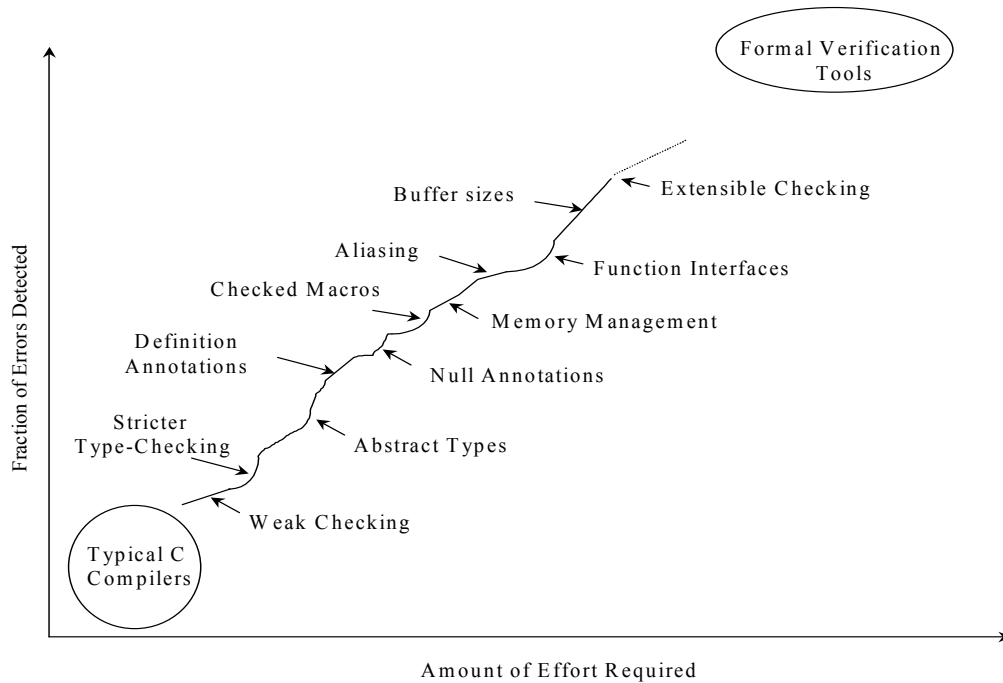 Formal Verification
Tools
Extensible Checking
Buffer sizes
Aliasing
Function Interfaces
Checked Macros
Memory Management
Definition
Annotations
Null Annotations
Stricter
Type-Checking
Abstract Types
Weak Checking
Typical C
Compilers
Fraction of Errors Detected
Amount of Effort Required